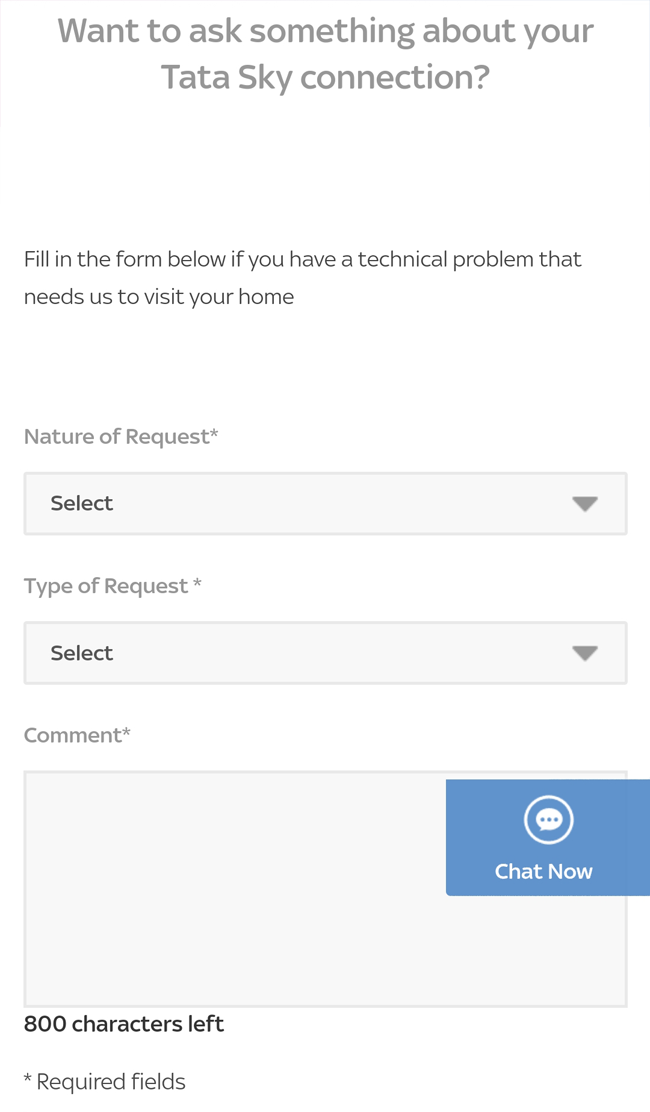 Want to ask something about your
Tata Sky connection?
Fill in the form below if you have a technical problem that
needs us to visit your home
Nature of Request*
Select
Type of Request *
Select
Comment*
Chat Now
800 characters left
* Required fields